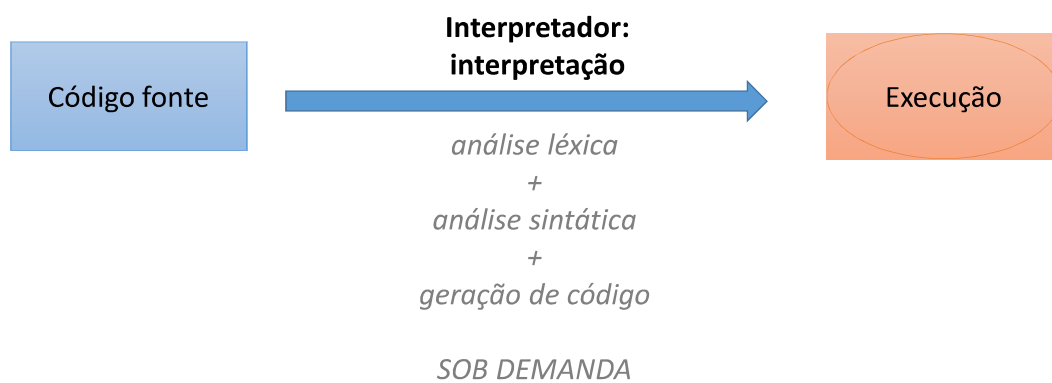 Interpretador:
interpretação
Código fonte
Execução
análise léxica
+
análise sintática
+
geração de código
SOB DEMANDA